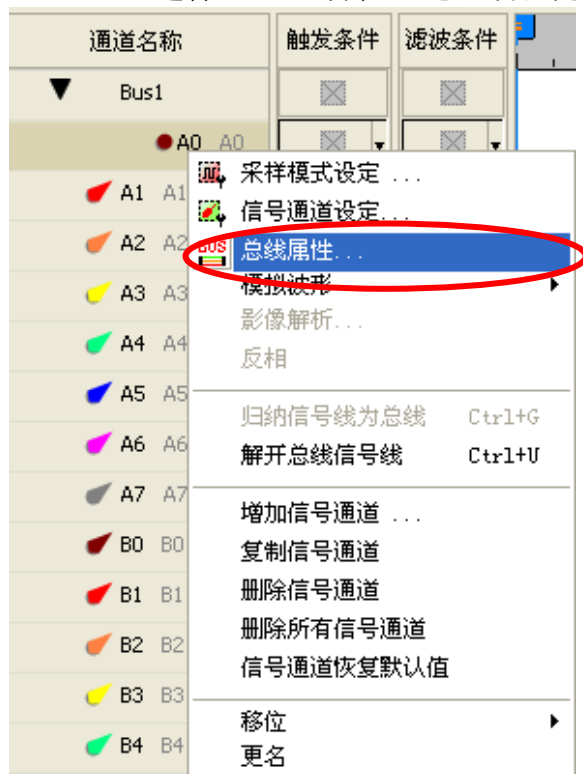 通道名称 触发条件 滤波条件
Bus1
A0 A0
采样模式设定 ...
A1 A1
信号通道设定...
A2 A2
BUS 总线属性...
模拟波形
A3 A3
影像解析...
A4 A4
反相
A5 A5
归纳信号线为总线 Ctrl+G
A6 A6
解开总线信号线 Ctrl+U
A7 A7
增加信号通道 ...
B0 B0
复制信号通道
B1 B1
删除信号通道
删除所有信号通道
B2 B2
信号通道恢复默认值
B3 B3
移位
B4 B4
更名